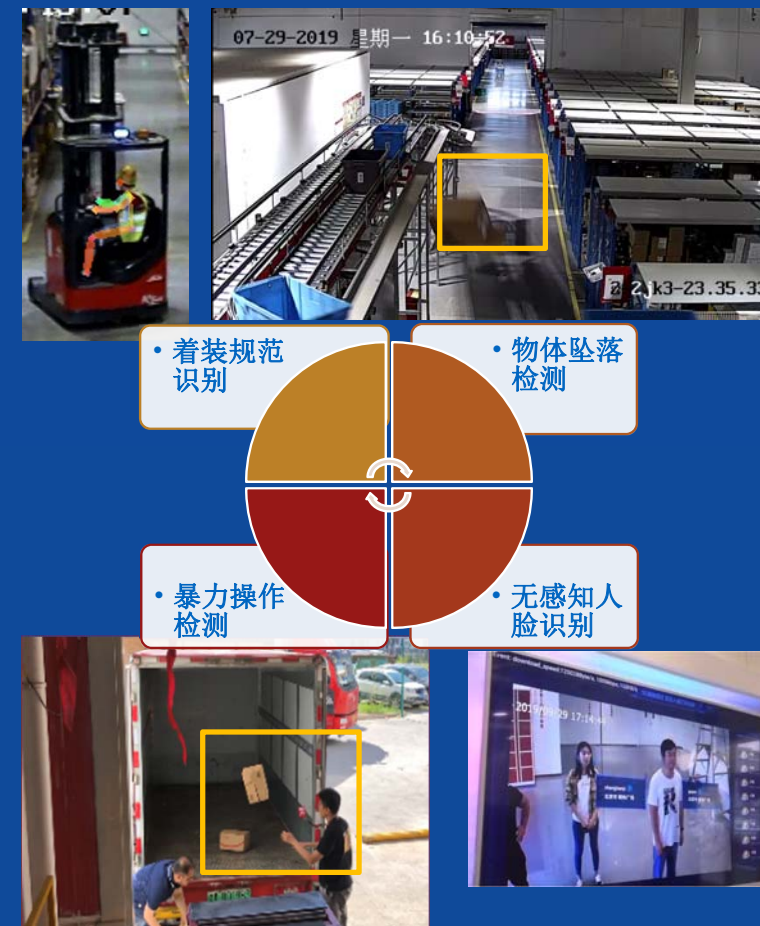 07-29-2019 星期一 16:10:52
• 着装规范
识别
• 物体坠落
检测
• 暴力操作
检测
• 无感知人
脸识别